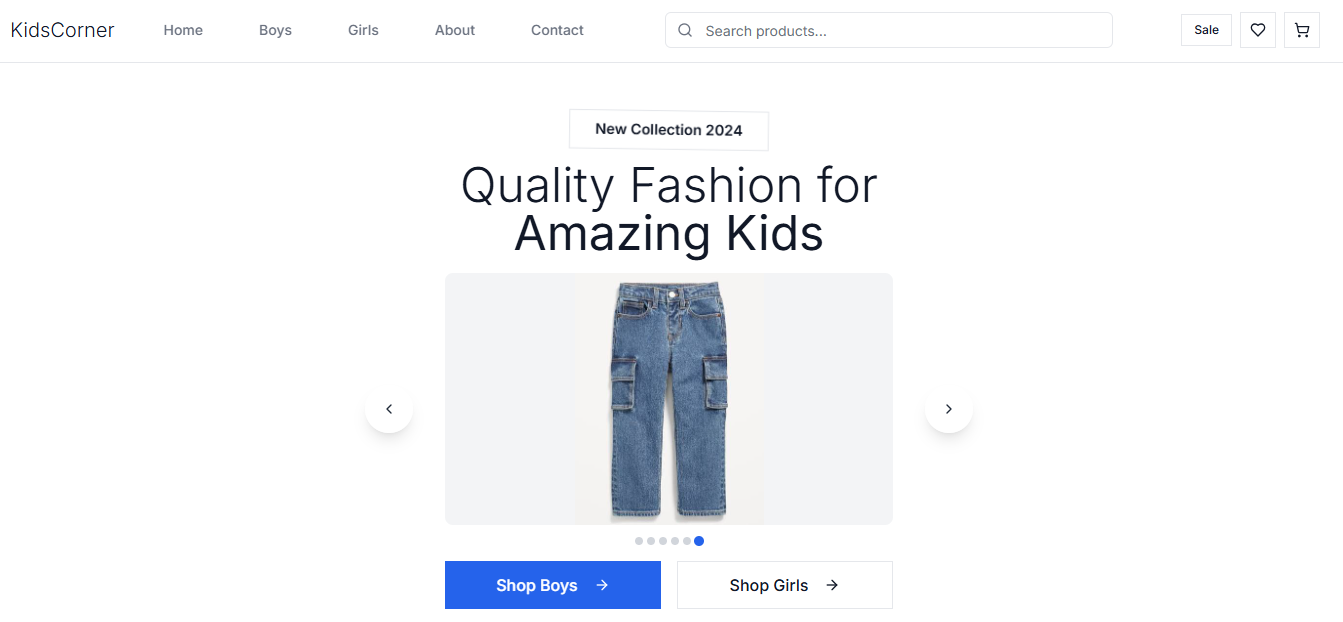 KidsCorner
Home
Boys
Girls
About
Contact
Search products...
Sale
New Collection 2024
Quality Fashion for
Amazing Kids
Shop Boys
Shop Girls